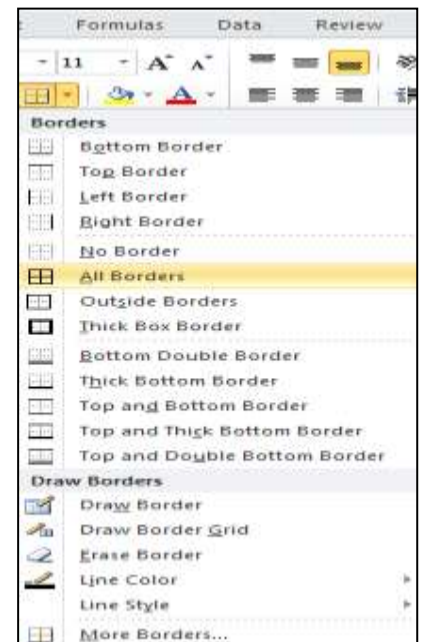 Formulas Data Review
11 A A
A
Borders
Bottom Border
Top Border
Left Border
Right Border
No Border
All Borders
Outside Borders
Thick Box Border
Bottom Double Border
Thick Bottom Border
Top and Bottom Border
Top and Thick Bottom Border
Top and Double Bottom Border
Draw Borders
Draw Border
Draw Border Grid
Erase Border
Line Color
Line Style
More Borders...